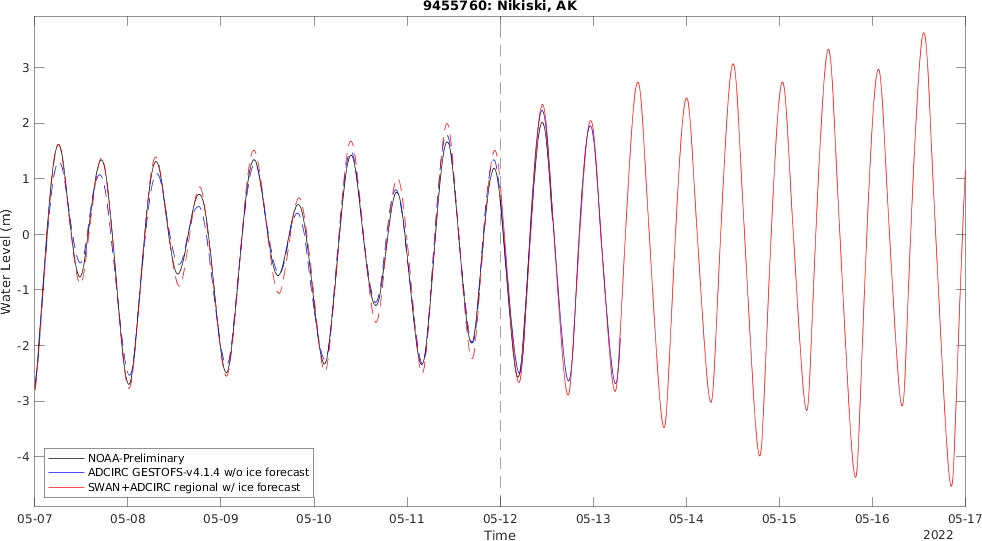 9455760: Nikiski, AK
3
2
1
0
-1
-2
-3
-4
Water Level (m)
NOAA-Preliminary
ADCIRC GESTOFS-v4.1.4 w/o ice forecast
SWAN+ADCIRC regional w/ ice forecast
05-07 05-08 05-09 05-10 05-11 05-12 05-13 05-14 05-15 05-16 05-17
Time
2022